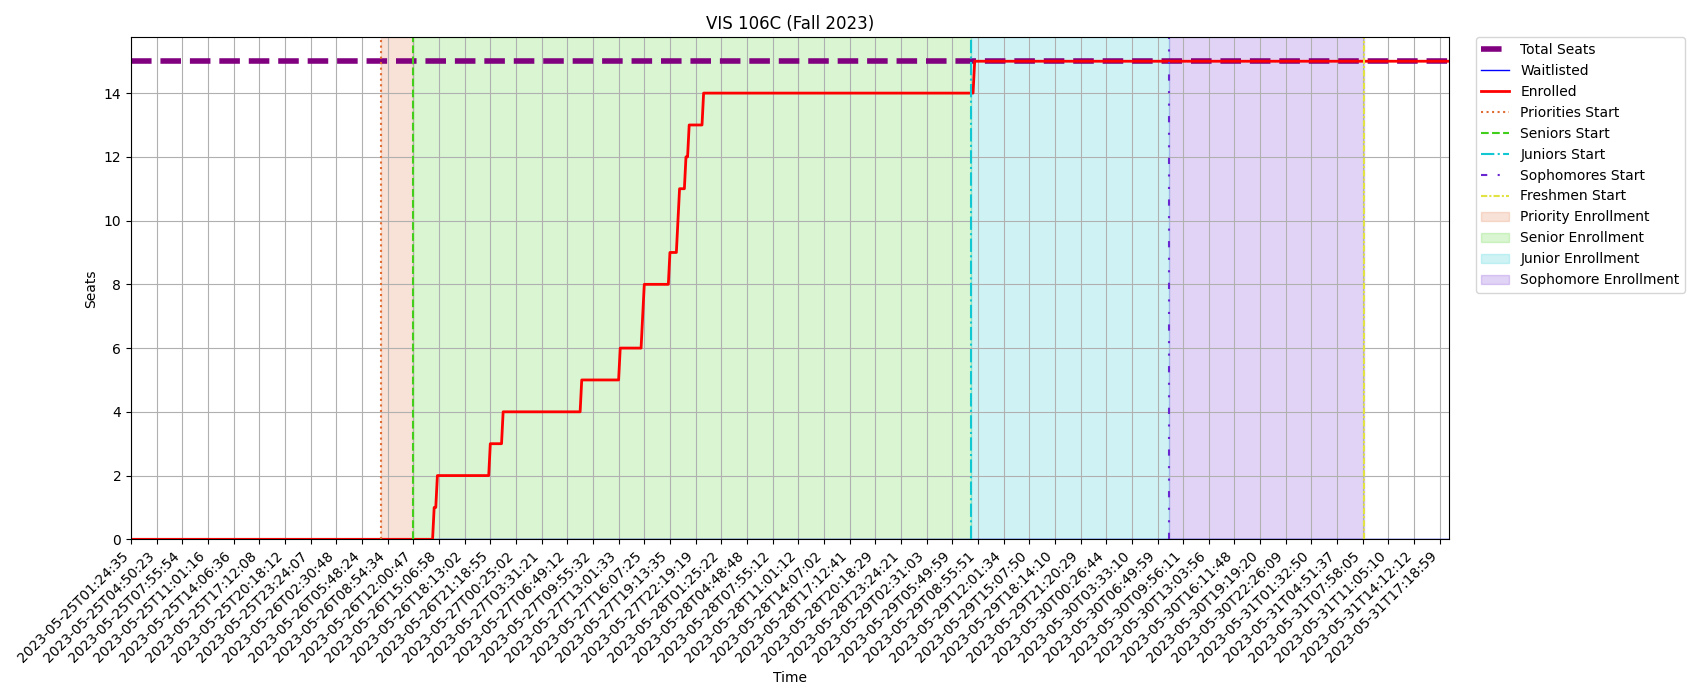 VIS 106C (Fall 2023)
Total Seats
Waitlisted
Enrolled
Priorities Start
Seniors Start
Juniors Start
Sophomores Start
Freshmen Start
Priority Enrollment
Senior Enrollment
Junior Enrollment
Sophomore Enrollment
Seats
14
12
10
8
6
4
2
0
2023-05-25T01:24:35
2023-05-25T04:50:23
2023-05-25T07:55:54
2023-05-25T11:01:16
2023-05-25T14:06:36
2023-05-25T17:12:08
2023-05-25T20:18:12
2023-05-25T23:24:07
2023-05-26T02:30:48
2023-05-26T05:48:24
2023-05-26T08:54:34
2023-05-26T12:00:47
2023-05-26T15:06:58
2023-05-26T18:13:02
2023-05-26T21:18:55
2023-05-27T00:25:02
2023-05-27T03:31:21
2023-05-27T06:49:12
2023-05-27T09:55:32
2023-05-27T13:01:33
2023-05-27T16:07:25
2023-05-27T19:13:35
2023-05-27T22:19:19
2023-05-28T01:25:22
2023-05-28T04:48:48
2023-05-28T07:55:12
2023-05-28T11:01:12
2023-05-28T14:07:02
2023-05-28T17:12:41
2023-05-28T20:18:29
2023-05-28T23:24:21
2023-05-29T02:31:03
2023-05-29T05:49:59
2023-05-29T08:55:51
2023-05-29T12:01:34
2023-05-29T15:07:50
2023-05-29T18:14:10
2023-05-29T21:20:29
2023-05-30T00:26:44
2023-05-30T03:33:10
2023-05-30T06:49:59
2023-05-30T09:56:11
2023-05-30T13:03:56
2023-05-30T16:11:48
2023-05-30T19:19:20
2023-05-30T22:26:09
2023-05-31T01:32:50
2023-05-31T04:51:37
2023-05-31T07:58:05
2023-05-31T11:05:10
2023-05-31T14:12:12
2023-05-31T17:18:59
Time